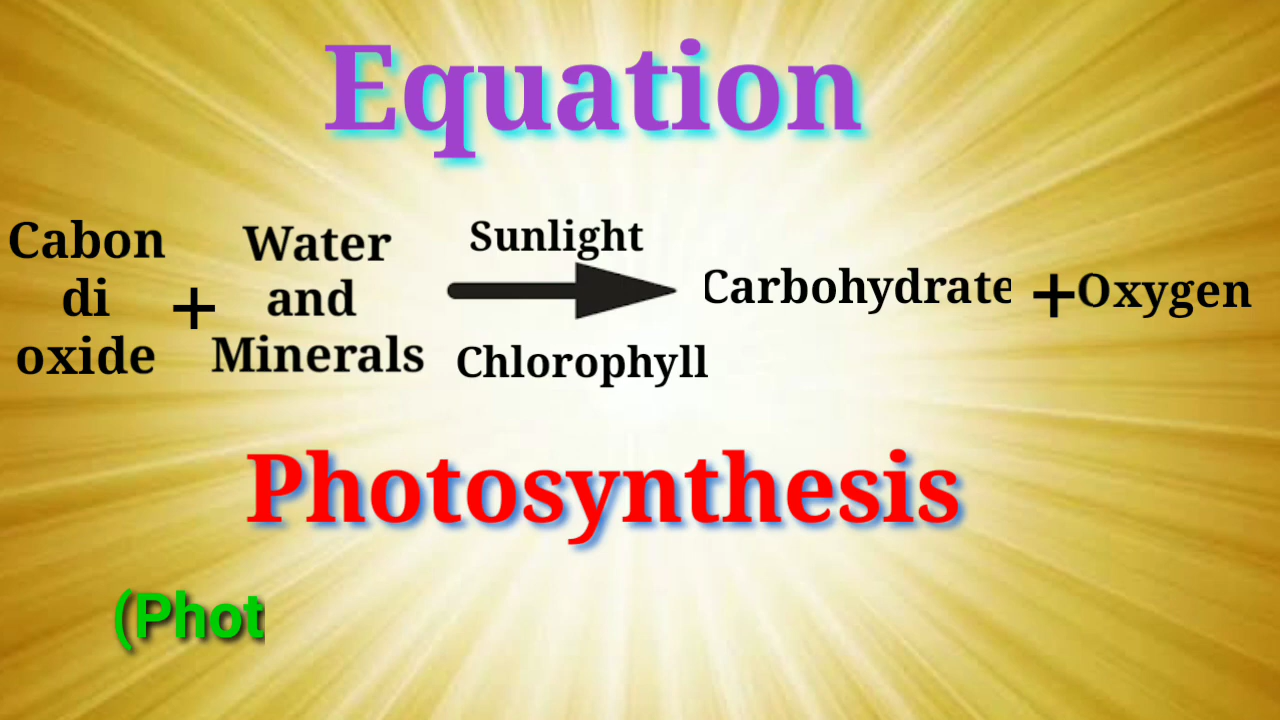 Equation
Cabon
di
oxide
+
Water
and
Minerals
Sunlight
Chlorophyll
Carbohydrate
+
Oxygen
Photosynthesis
(Phot